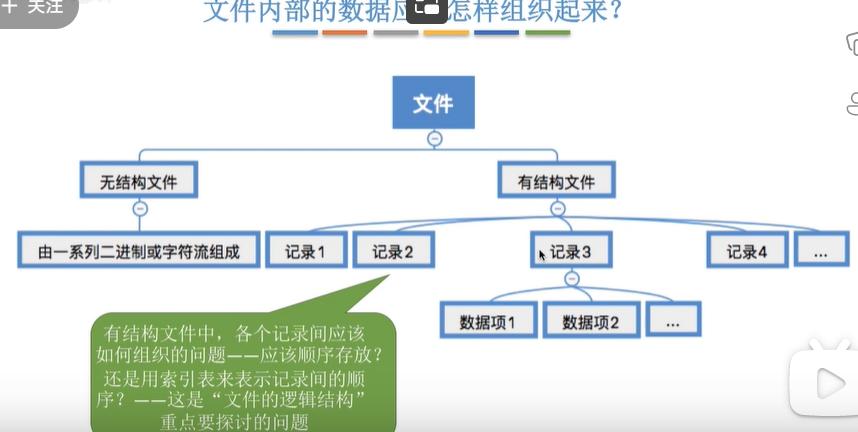 + 关注
文件内部的数据应 怎样组织起来？
文件
无结构文件
有结构文件
由一系列二进制或字符流组成
记录1
记录2
记录3
记录4
...
数据项1
数据项2
...
有结构文件中，各个记录间应该
如何组织的问题——应该顺序存放？
还是用索引表来表示记录间的顺
序？——这是“文件的逻辑结构”
重点要探讨的问题